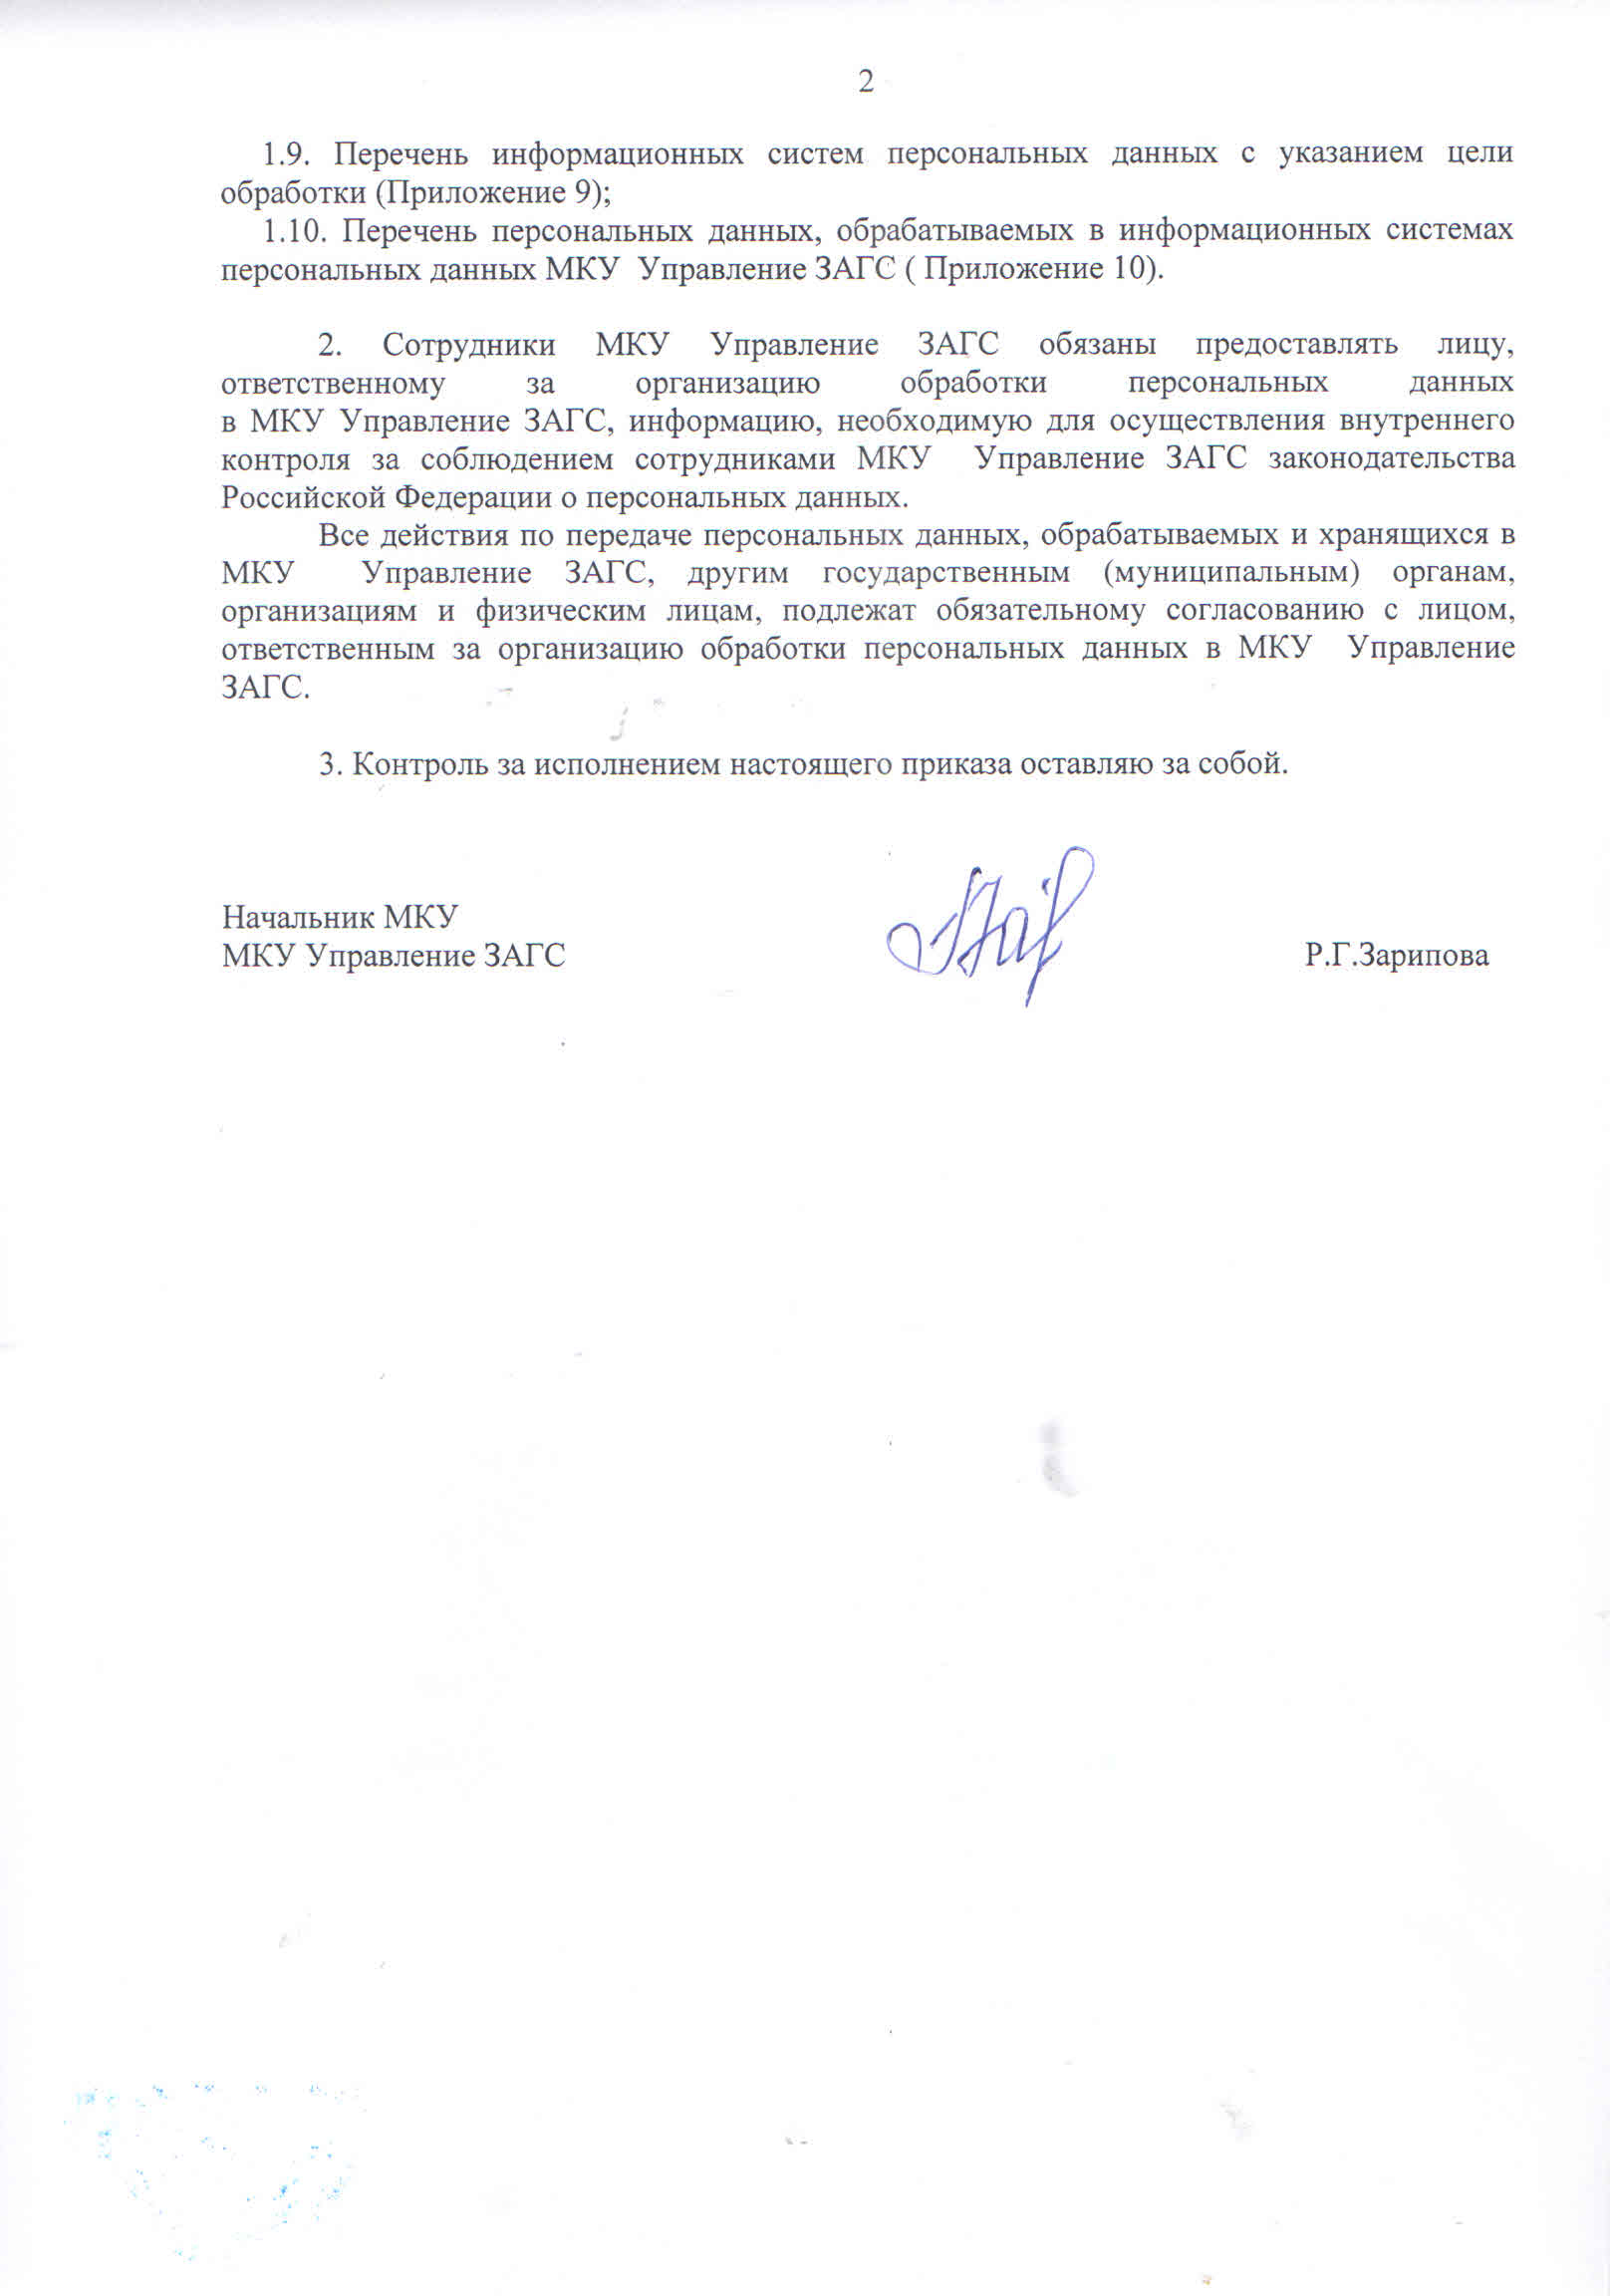 2
1.9. Перечень информационных систем персональных данных с указанием цели
обработки (Приложение 9);
1.10. Перечень персональных данных, обрабатываемых в информационных системах
персональных данных МКУ  Управление ЗАГС ( Приложение 10).
2. Сотрудники МКУ Управление ЗАГС обязаны предоставлять лицу,
ответственному за организацию обработки персональных данных
в МКУ Управление ЗАГС, информацию, необходимую для осуществления внутреннего
контроля за соблюдением сотрудниками МКУ  Управление ЗАГС законодательства
Российской Федерации о персональных данных.
Все действия по передаче персональных данных, обрабатываемых и хранящихся в
МКУ  Управление ЗАГС, другим государственным (муниципальным) органам,
организациям и физическим лицам, подлежат обязательному согласованию с лицом,
ответственным за организацию обработки персональных данных в МКУ  Управление
ЗАГС.
3. Контроль за исполнением настоящего приказа оставляю за собой.
Начальник МКУ
МКУ Управление ЗАГС Р.Г.Зарипова